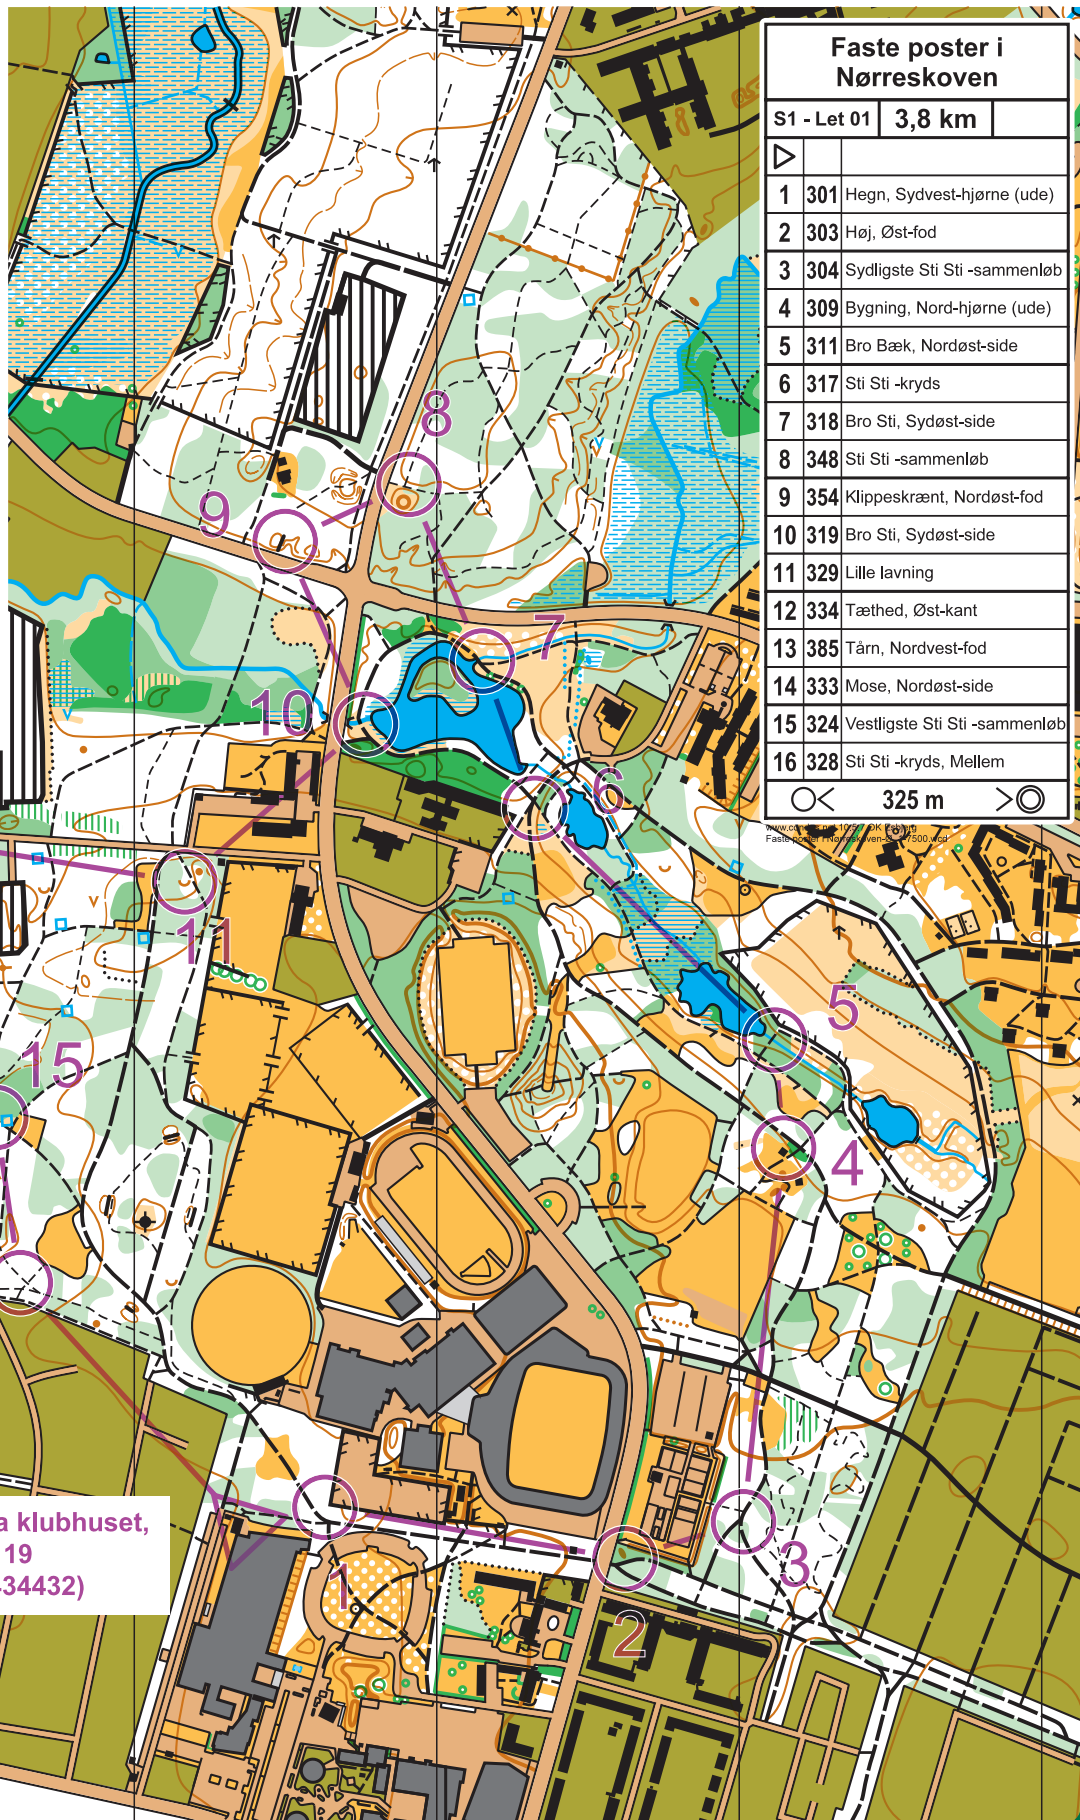 Faste poster i
Nørreskoven
S1 - Let 01 3,8 km
1 301 Hegn, Sydvest-hjørne (ude)
2 303 Høj, Øst-fod
3 304 Sydligste Sti Sti -sammenløb
4 309 Bygning, Nord-hjørne (ude)
5 311 Bro Bæk, Nordøst-side
6 317 Sti Sti -kryds
7 318 Bro Sti, Sydøst-side
8 348 Sti Sti -sammenløb
9 354 Klippeskrænt, Nordøst-fod
10 319 Bro Sti, Sydøst-side
11 329 Lille lavning
12 334 Tæthed, Øst-kant
13 385 Tårn, Nordvest-fod
14 333 Mose, Nordøst-side
15 324 Vestligste Sti Sti -sammenløb
16 328 Sti Sti -kryds, Mellem
325 m
Faste poster i
8
9
7
10
6
11
5
15
4
1
3
2
a klubhuset,
19
34432)